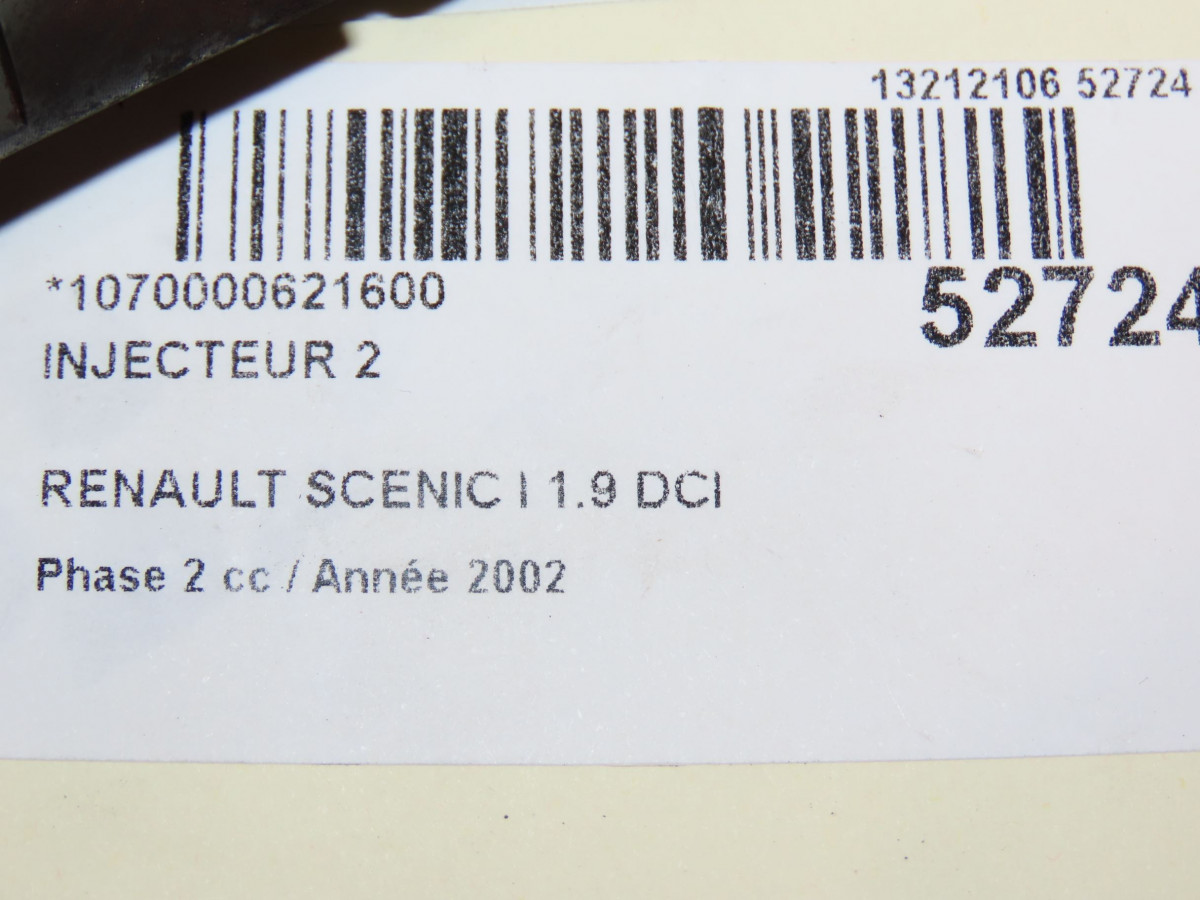 13212106 52724
*1070000621600
52724
INJECTEUR 2
RENAULT SCENIC I 1.9 DCI
Phase 2 cc / Année 2002